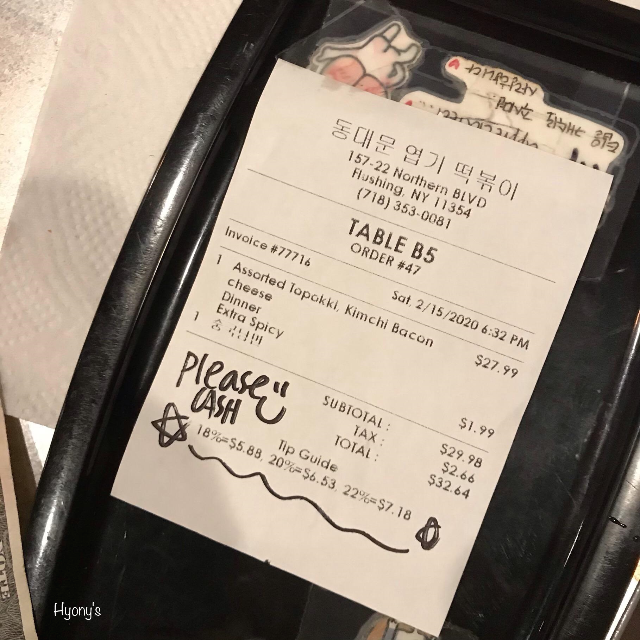 동대문 엽기 떡볶이
157-22 Northern BLVD
Flushing, NY 11354
(718) 353-0081
TABLE B5
ORDER #47
Invoice #77716 Sat, 2/15/2020 6:32 PM
1 Assorted Topokki, Kimchi Bacon $27.99
cheese
Dinner
Extra Spicy
1 $1.99
SUBTOTAL : $29.98
TAX : $2.66
TOTAL : $32.64
Please
CASH
Tip Guide
18%=$5.88, 20%=$6.53, 22%=$7.18
Hyony's